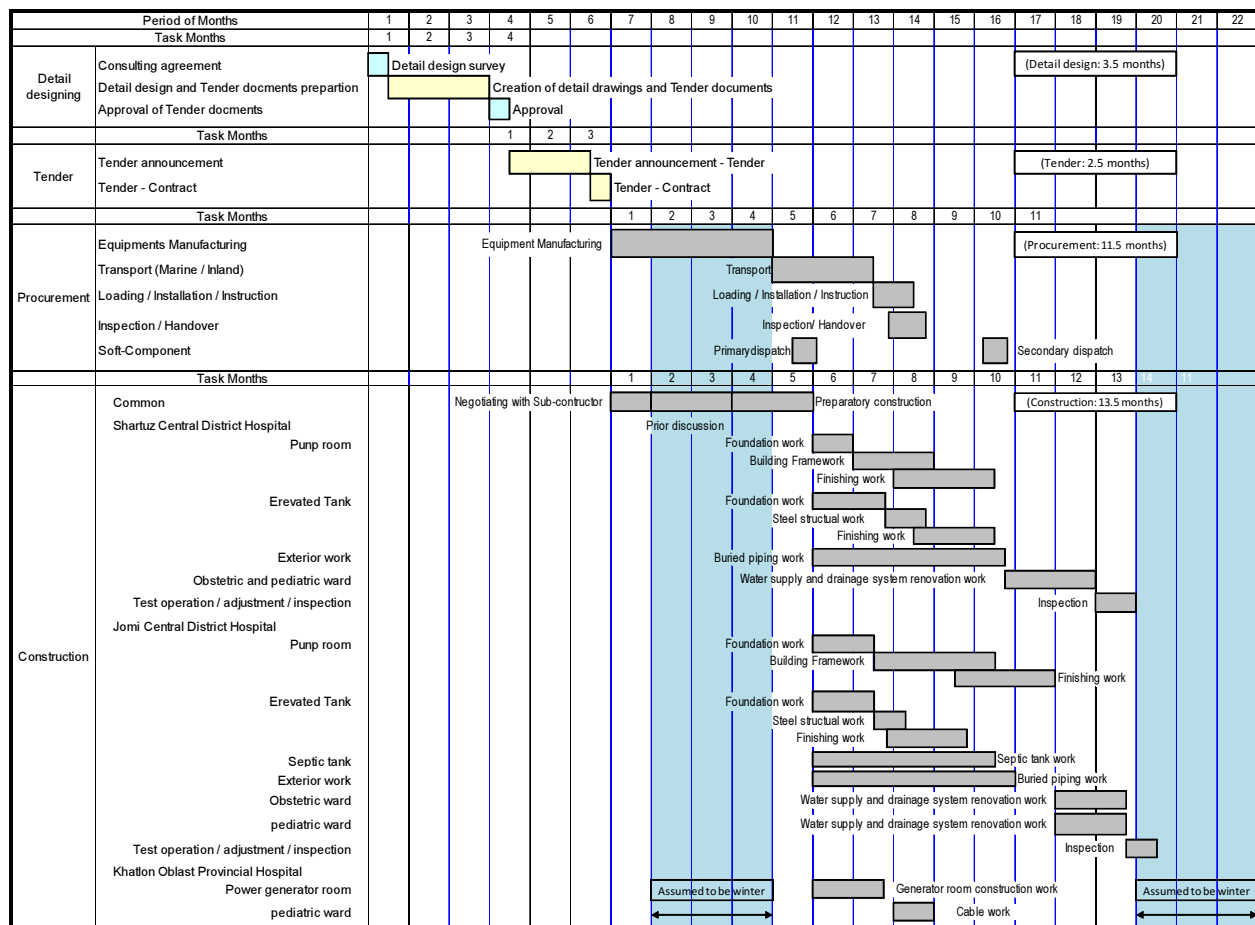 Period of Months 1 2 3 4 5 6 7 8 9 10 11 12 13 14 15 16 17 18 19 20 21 22
Task Months 1 2 3 4
Detail designing
Consulting agreement Detail design survey (Detail design: 3.5 months)
Detail design and Tender docments prepartion Creation of detail drawings and Tender documents
Approval of Tender docments Approval
Task Months 1 2 3
Tender
Tender announcement Tender announcement - Tender (Tender: 2.5 months)
Tender - Contract Tender - Contract
Task Months 1 2 3 4 5 6 7 8 9 10 11
Procurement
Equipments Manufacturing Equipment Manufacturing (Procurement: 11.5 months)
Transport (Marine / Inland) Transport
Loading / Installation / Instruction Loading / Installation / Instruction
Inspection / Handover Inspection/ Handover
Soft-Component Primary dispatch Secondary dispatch
Task Months 1 2 3 4 5 6 7 8 9 10 11 12 13 14 11
Construction
Common Negotiating with Sub-contructor Preparatory construction (Construction: 13.5 months)
Shartuz Central District Hospital Prior discussion
Punp room Foundation work
Building Framework
Finishing work
Erevated Tank Foundation work
Steel structual work
Finishing work
Exterior work Buried piping work
Obstetric and pediatric ward Water supply and drainage system renovation work
Test operation / adjustment / inspection Inspection
Jomi Central District Hospital
Punp room Foundation work
Building Framework
Finishing work
Erevated Tank Foundation work
Steel structual work
Finishing work
Septic tank Septic tank work
Exterior work Buried piping work
Obstetric ward Water supply and drainage system renovation work
pediatric ward Water supply and drainage system renovation work
Test operation / adjustment / inspection Inspection
Khatlon Oblast Provincial Hospital
Power generator room Assumed to be winter Generator room construction work Assumed to be winter
pediatric ward Cable work